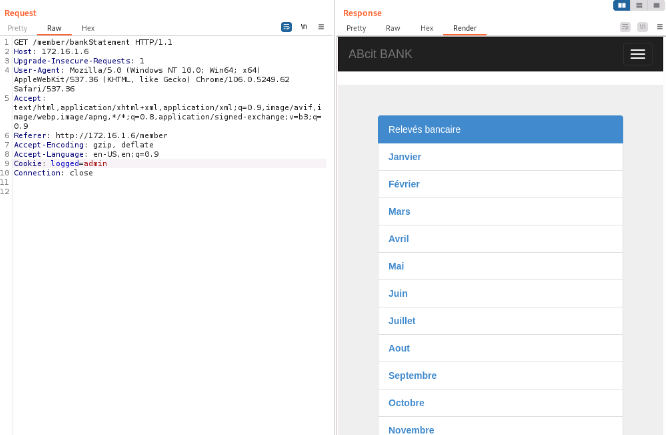 Request
Pretty Raw Hex
\n
1 GET /member/bankStatement HTTP/1.1
2 Host: 172.16.1.6
3 Upgrade-Insecure-Requests: 1
4 User-Agent: Mozilla/5.0 (Windows NT 10.0; Win64; x64)
AppleWebKit/537.36 (KHTML, like Gecko) Chrome/106.0.5249.62
Safari/537.36
5 Accept:
text/html,application/xhtml+xml,application/xml;q=0.9,image/avif,i
mage/webp,image/apng,*/*;q=0.8,application/signed-exchange;v=b3;q=
0.9
6 Referer: http://172.16.1.6/member
7 Accept-Encoding: gzip, deflate
8 Accept-Language: en-US,en;q=0.9
9 Cookie: logged=admin
10 Connection: close
11
12
Response
Pretty Raw Hex Render
\n
ABcit BANK
Relevés bancaire
Janvier
Février
Mars
Avril
Mai
Juin
Juillet
Aout
Septembre
Octobre
Novembre